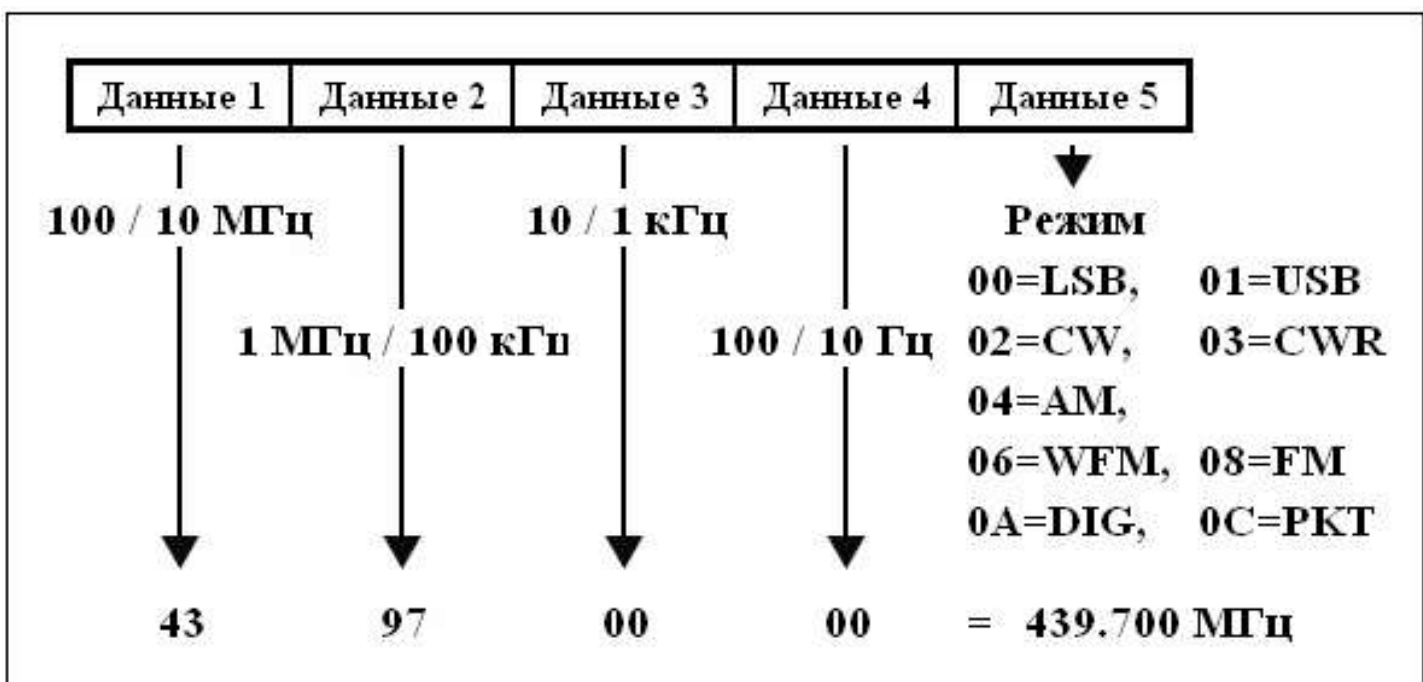 Данные 1 Данные 2 Данные 3 Данные 4 Данные 5
100 / 10 МГц 10 / 1 кГц Режим
00=LSB, 01=USB
1 МГц / 100 кГц 100 / 10 Гц 02=CW, 03=CWR
04=AM,
06=WFM, 08=FM
0A=DIG, 0C=PKT
43 97 00 00 = 439.700 МГц